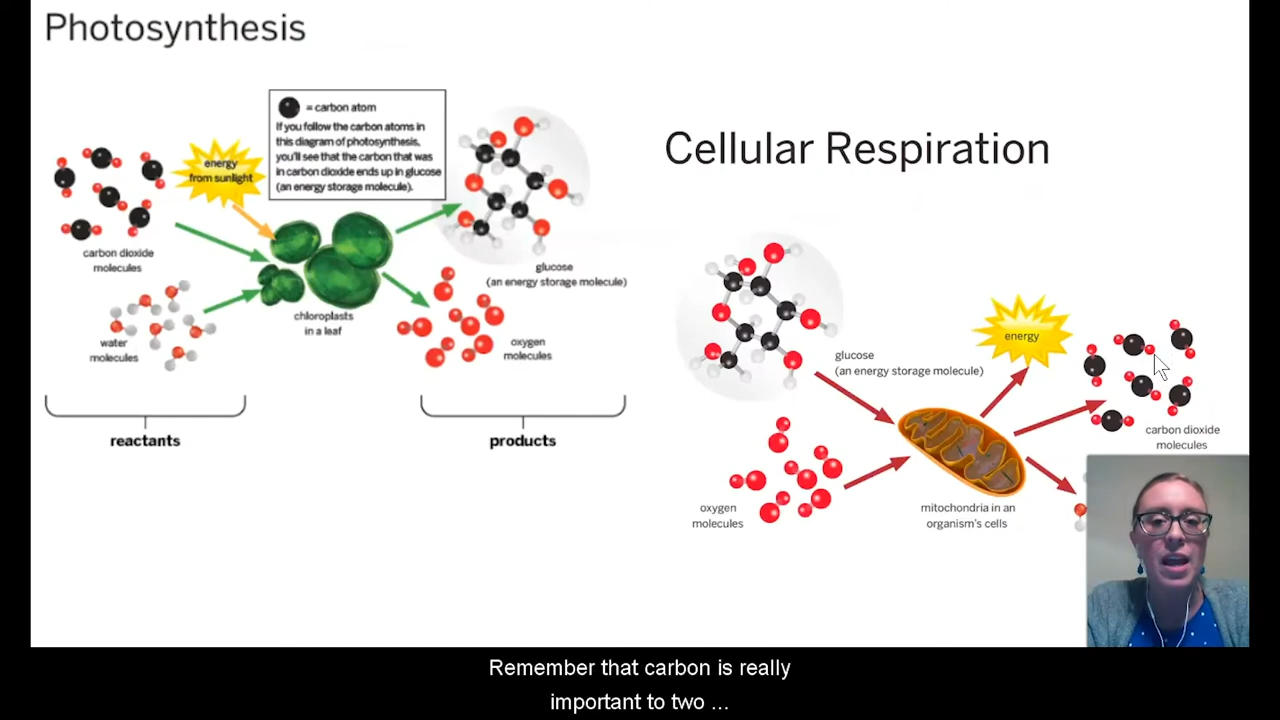 Photosynthesis
= carbon atom
If you follow the carbon atoms in
this diagram of photosynthesis,
you'll see that the carbon that was
in carbon dioxide ends up in glucose
(an energy storage molecule).
energy
from sunlight
carbon dioxide
molecules
water
molecules
chloroplasts
in a leaf
glucose
(an energy storage molecule)
oxygen
molecules
reactants
products
Cellular Respiration
glucose
(an energy storage molecule)
oxygen
molecules
mitochondria in an
organism's cells
energy
carbon dioxide
molecules
Remember that carbon is really
important to two ...